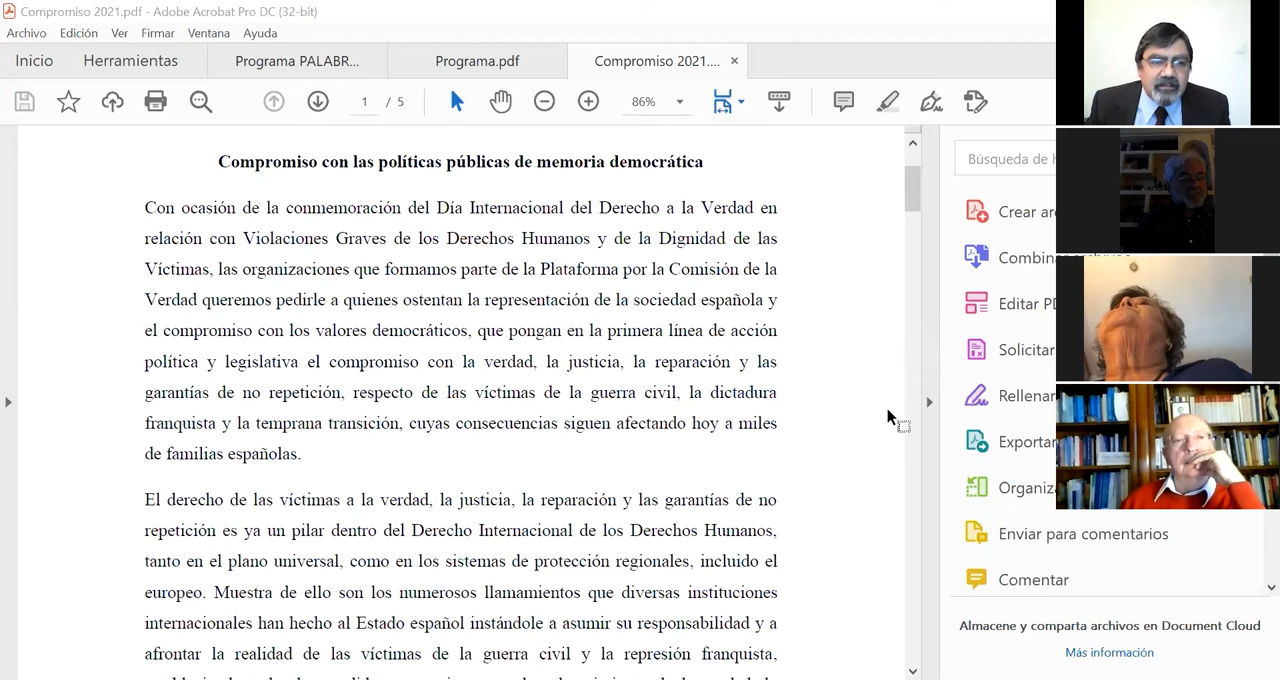 Compromiso 2021.pdf - Adobe Acrobat Pro DC (32-bit)
Archivo Edición Ver Firmar Ventana Ayuda
Inicio Herramientas Programa PALABR... Programa.pdf Compromiso 2021.... ×
1 / 5 86%
Compromiso con las políticas públicas de memoria democrática
Con ocasión de la conmemoración del Día Internacional del Derecho a la Verdad en
relación con Violaciones Graves de los Derechos Humanos y de la Dignidad de las
Víctimas, las organizaciones que formamos parte de la Plataforma por la Comisión de la
Verdad queremos pedirle a quienes ostentan la representación de la sociedad española y
el compromiso con los valores democráticos, que pongan en la primera línea de acción
política y legislativa el compromiso con la verdad, la justicia, la reparación y las
garantías de no repetición, respecto de las víctimas de la guerra civil, la dictadura
franquista y la temprana transición, cuyas consecuencias siguen afectando hoy a miles
de familias españolas.
El derecho de las víctimas a la verdad, la justicia, la reparación y las garantías de no
repetición es ya un pilar dentro del Derecho Internacional de los Derechos Humanos,
tanto en el plano universal, como en los sistemas de protección regionales, incluido el
europeo. Muestra de ello son los numerosos llamamientos que diversas instituciones
internacionales han hecho al Estado español instándole a asumir su responsabilidad y a
afrontar la realidad de las víctimas de la guerra civil y la represión franquista,
Búsqueda de
Crear
Combinar
Editar
Solicitar
Rellenar
Exportar
Organiz
Enviar para comentarios
Comentar
Almacene y comparta archivos en Document Cloud
Más información